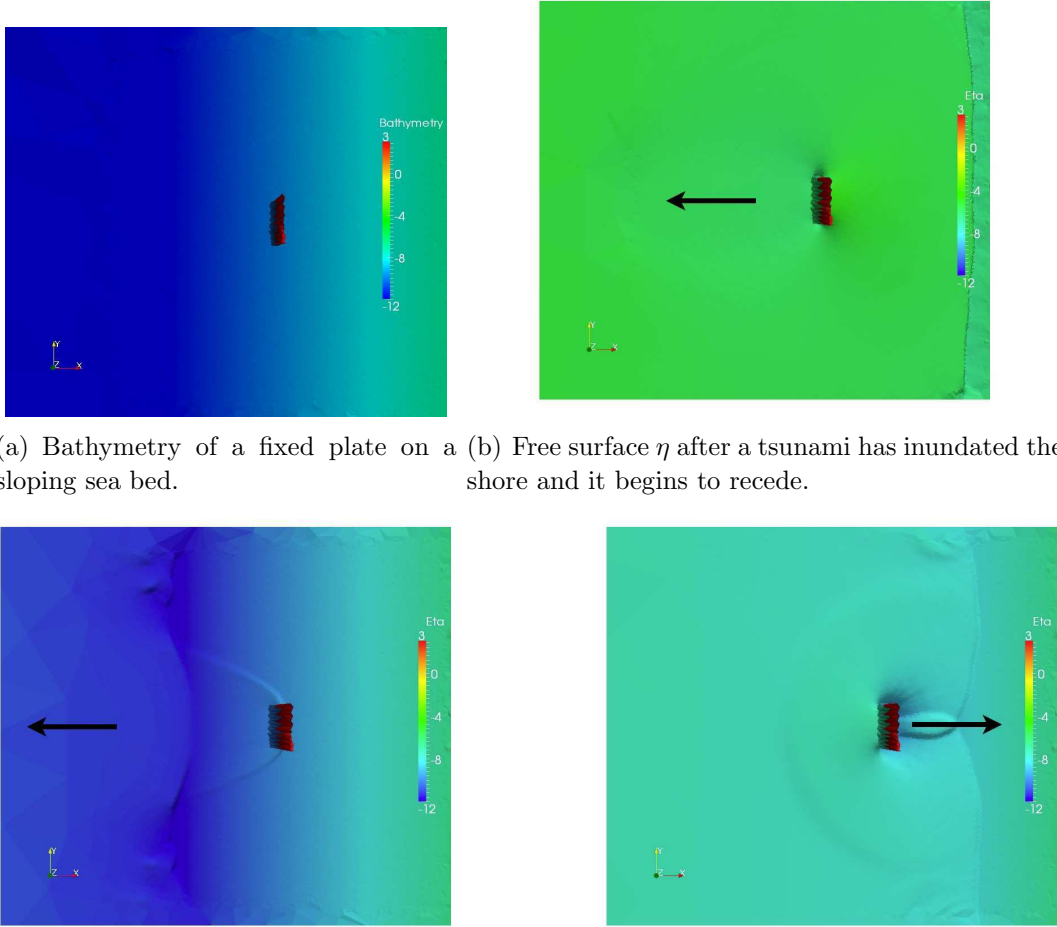 Bathymetry
3
0
-4
-8
-12
Y
Z X
Eta
3
0
-4
-8
-12
Y
Z X
(a) Bathymetry of a fixed plate on a
sloping sea bed.
(b) Free surface η after a tsunami has inundated the
shore and it begins to recede.
Eta
3
0
-4
-8
-12
Y
Z X
Eta
3
0
-4
-8
-12
Y
Z X